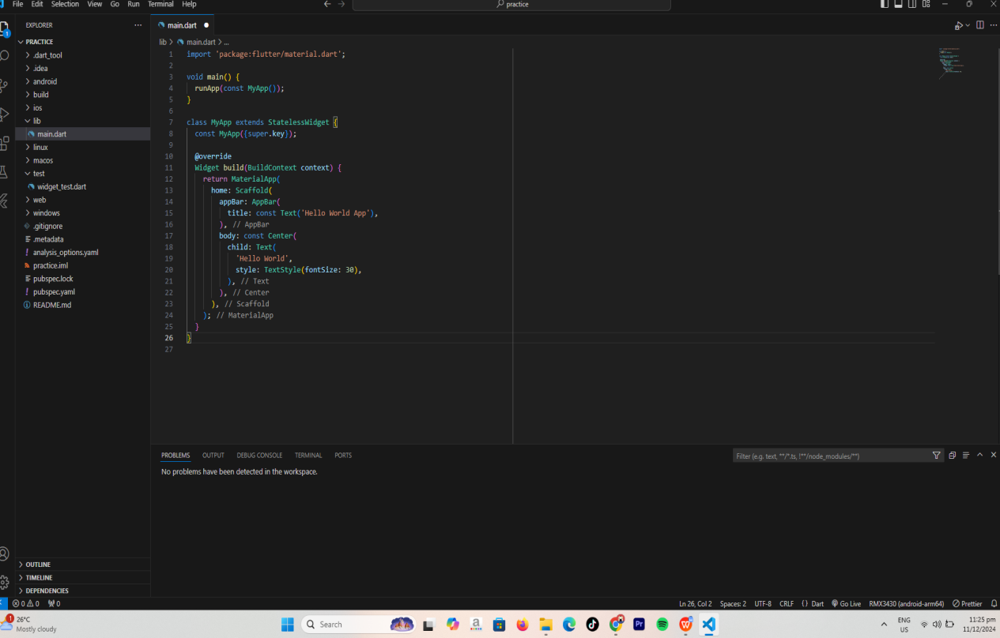 File Edit Selection View Go Run Terminal Help
practice
EXPLORER
PRACTICE
.dart_tool
.idea
android
build
ios
lib
main.dart
linux
macos
test
widget_test.dart
web
windows
.gitignore
.metadata
analysis_options.yaml
practice.iml
pubspec.lock
pubspec.yaml
README.md
OUTLINE
TIMELINE
DEPENDENCIES
main.dart
lib > main.dart > ...
1 import 'package:flutter/material.dart';
2
3 void main() {
4 runApp(const MyApp());
5 }
6
7 class MyApp extends StatelessWidget {
8 const MyApp({super.key});
9
10 @override
11 Widget build(BuildContext context) {
12 return MaterialApp(
13 home: Scaffold(
14 appBar: AppBar(
15 title: const Text('Hello World App'),
16 ), // AppBar
17 body: const Center(
18 child: Text(
19 'Hello World',
20 style: TextStyle(fontSize: 30),
21 ), // Text
22 ), // Center
23 ), // Scaffold
24 ); // MaterialApp
25 }
26 }
27
PROBLEMS OUTPUT DEBUG CONSOLE TERMINAL PORTS
Filter (e.g. text, **/*.ts, !**/node_modules/**)
No problems have been detected in the workspace.
0 0 0
Ln 26, Col 2 Spaces: 2 UTF-8 CRLF {} Dart Go Live RMX3430 (android-arm64) Prettier
1
26°C
Mostly cloudy
Search
a
Pr
W
ENG
US
11:25 pm
11/12/2024